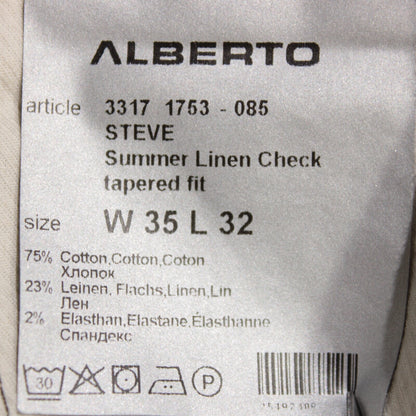 ALBERTO
article 3317 1753 - 085
STEVE
Summer Linen Check
tapered fit
size W 35 L 32
75% Cotton,Cotton,Coton
Хлопок
23% Leinen, Flachs,Linen,Lin
Лен
2% Elasthan,Elastane,Élasthanne
Спандекс
30 P